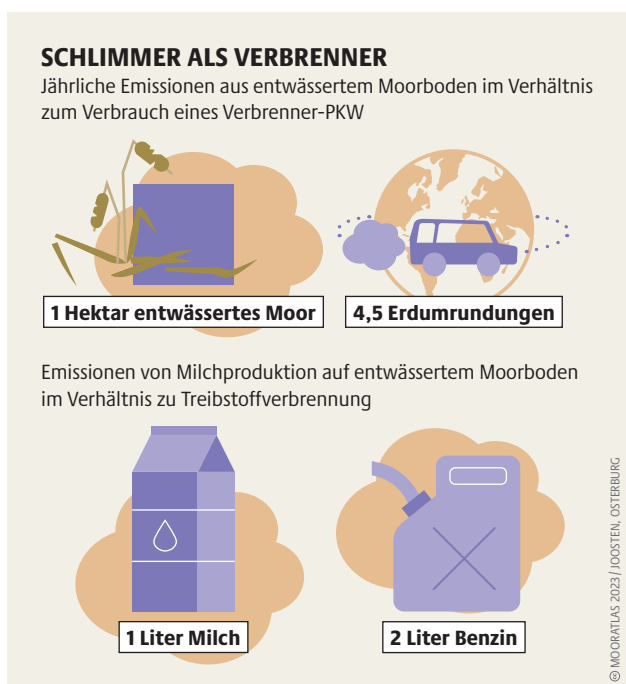 SCHLIMMER ALS VERBRENNER
Jährliche Emissionen aus entwässertem Moorboden im Verhältnis
zum Verbrauch eines Verbrenner-PKW
1 Hektar entwässertes Moor
4,5 Erdumrundungen
Emissionen von Milchproduktion auf entwässertem Moorboden
im Verhältnis zu Treibstoffverbrennung
1 Liter Milch
2 Liter Benzin
🅭 MOORATLAS 2023 / JOOSTEN, OSTERBURG